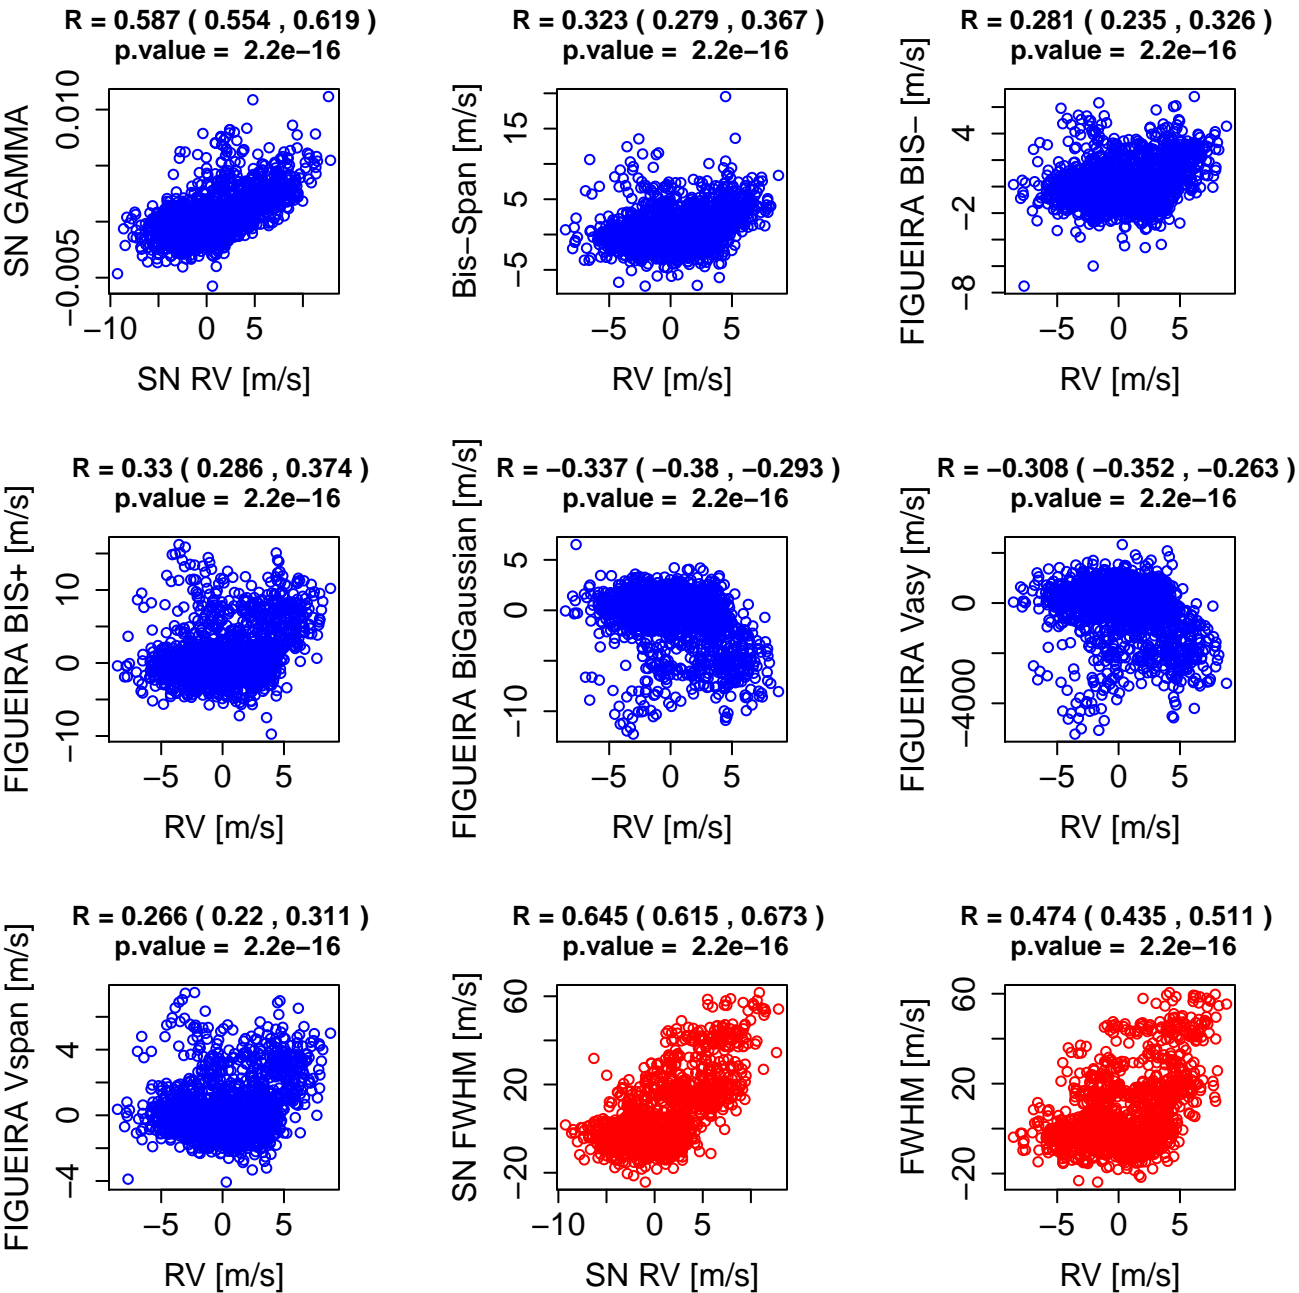 R = 0.587 ( 0.554 , 0.619 )
p.value =  2.2e−16
SN GAMMA
0.010
−0.005
−10 0 5
SN RV [m/s]
R = 0.323 ( 0.279 , 0.367 )
p.value =  2.2e−16
Bis−Span [m/s]
15
5
−5
−5 0 5
RV [m/s]
R = 0.281 ( 0.235 , 0.326 )
p.value =  2.2e−16
FIGUEIRA BIS− [m/s]
4
−2
−8
−5 0 5
RV [m/s]
R = 0.33 ( 0.286 , 0.374 )
p.value =  2.2e−16
FIGUEIRA BIS+ [m/s]
10
0
−10
−5 0 5
RV [m/s]
R = −0.337 ( −0.38 , −0.293 )
p.value =  2.2e−16
FIGUEIRA BiGaussian [m/s]
5
0
−10
−5 0 5
RV [m/s]
R = −0.308 ( −0.352 , −0.263 )
p.value =  2.2e−16
FIGUEIRA Vasy [m/s]
0
−4000
−5 0 5
RV [m/s]
R = 0.266 ( 0.22 , 0.311 )
p.value =  2.2e−16
FIGUEIRA Vspan [m/s]
4
0
−4
−5 0 5
RV [m/s]
R = 0.645 ( 0.615 , 0.673 )
p.value =  2.2e−16
SN FWHM [m/s]
60
20
−20
−10 0 5
SN RV [m/s]
R = 0.474 ( 0.435 , 0.511 )
p.value =  2.2e−16
FWHM [m/s]
60
20
−20
−5 0 5
RV [m/s]